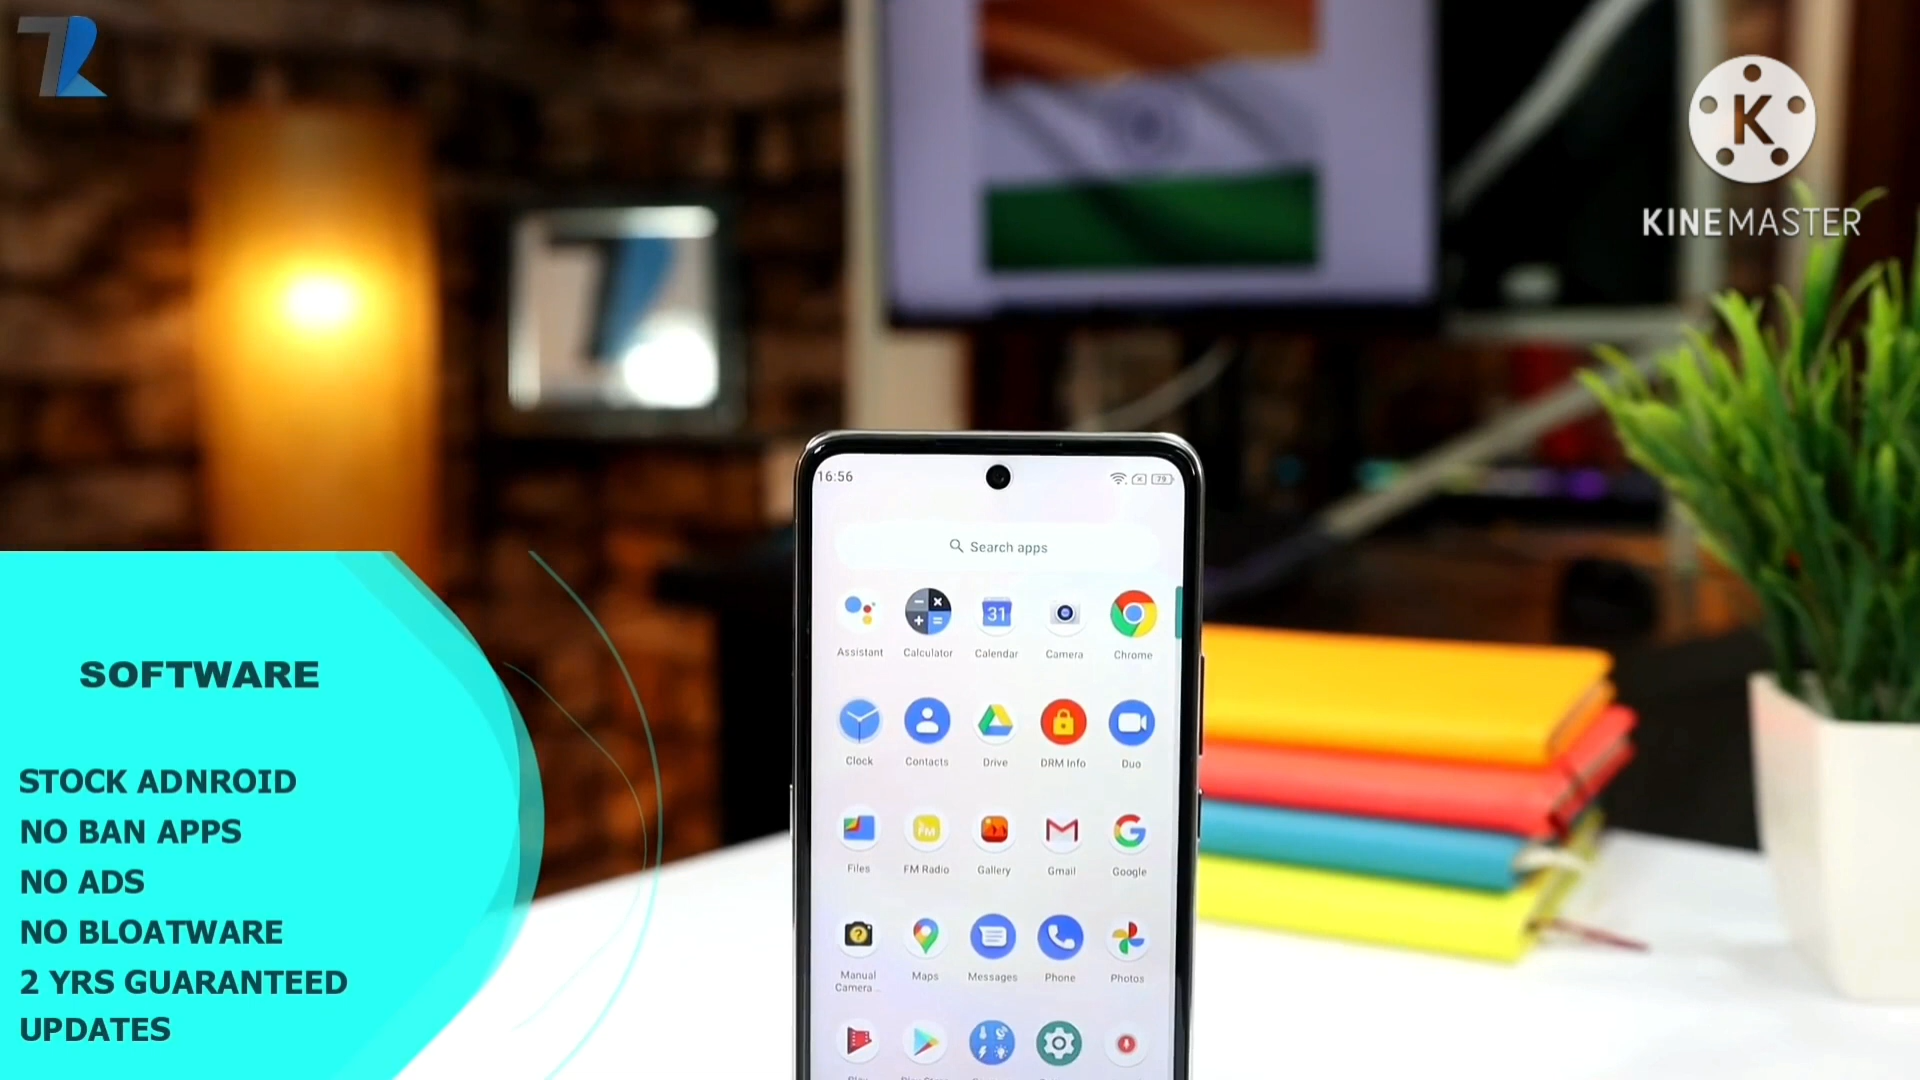 K
KINEMASTER
16:56
79
Search apps
31
Assistant
Calculator
Calendar
Camera
Chrome
Clock
Contacts
Drive
DRM Info
Duo
FM
Files
FM Radio
Gallery
Gmail
Google
Manual
Camera...
Maps
Messages
Phone
Photos
SOFTWARE
STOCK ADNROID
NO BAN APPS
NO ADS
NO BLOATWARE
2 YRS GUARANTEED
UPDATES